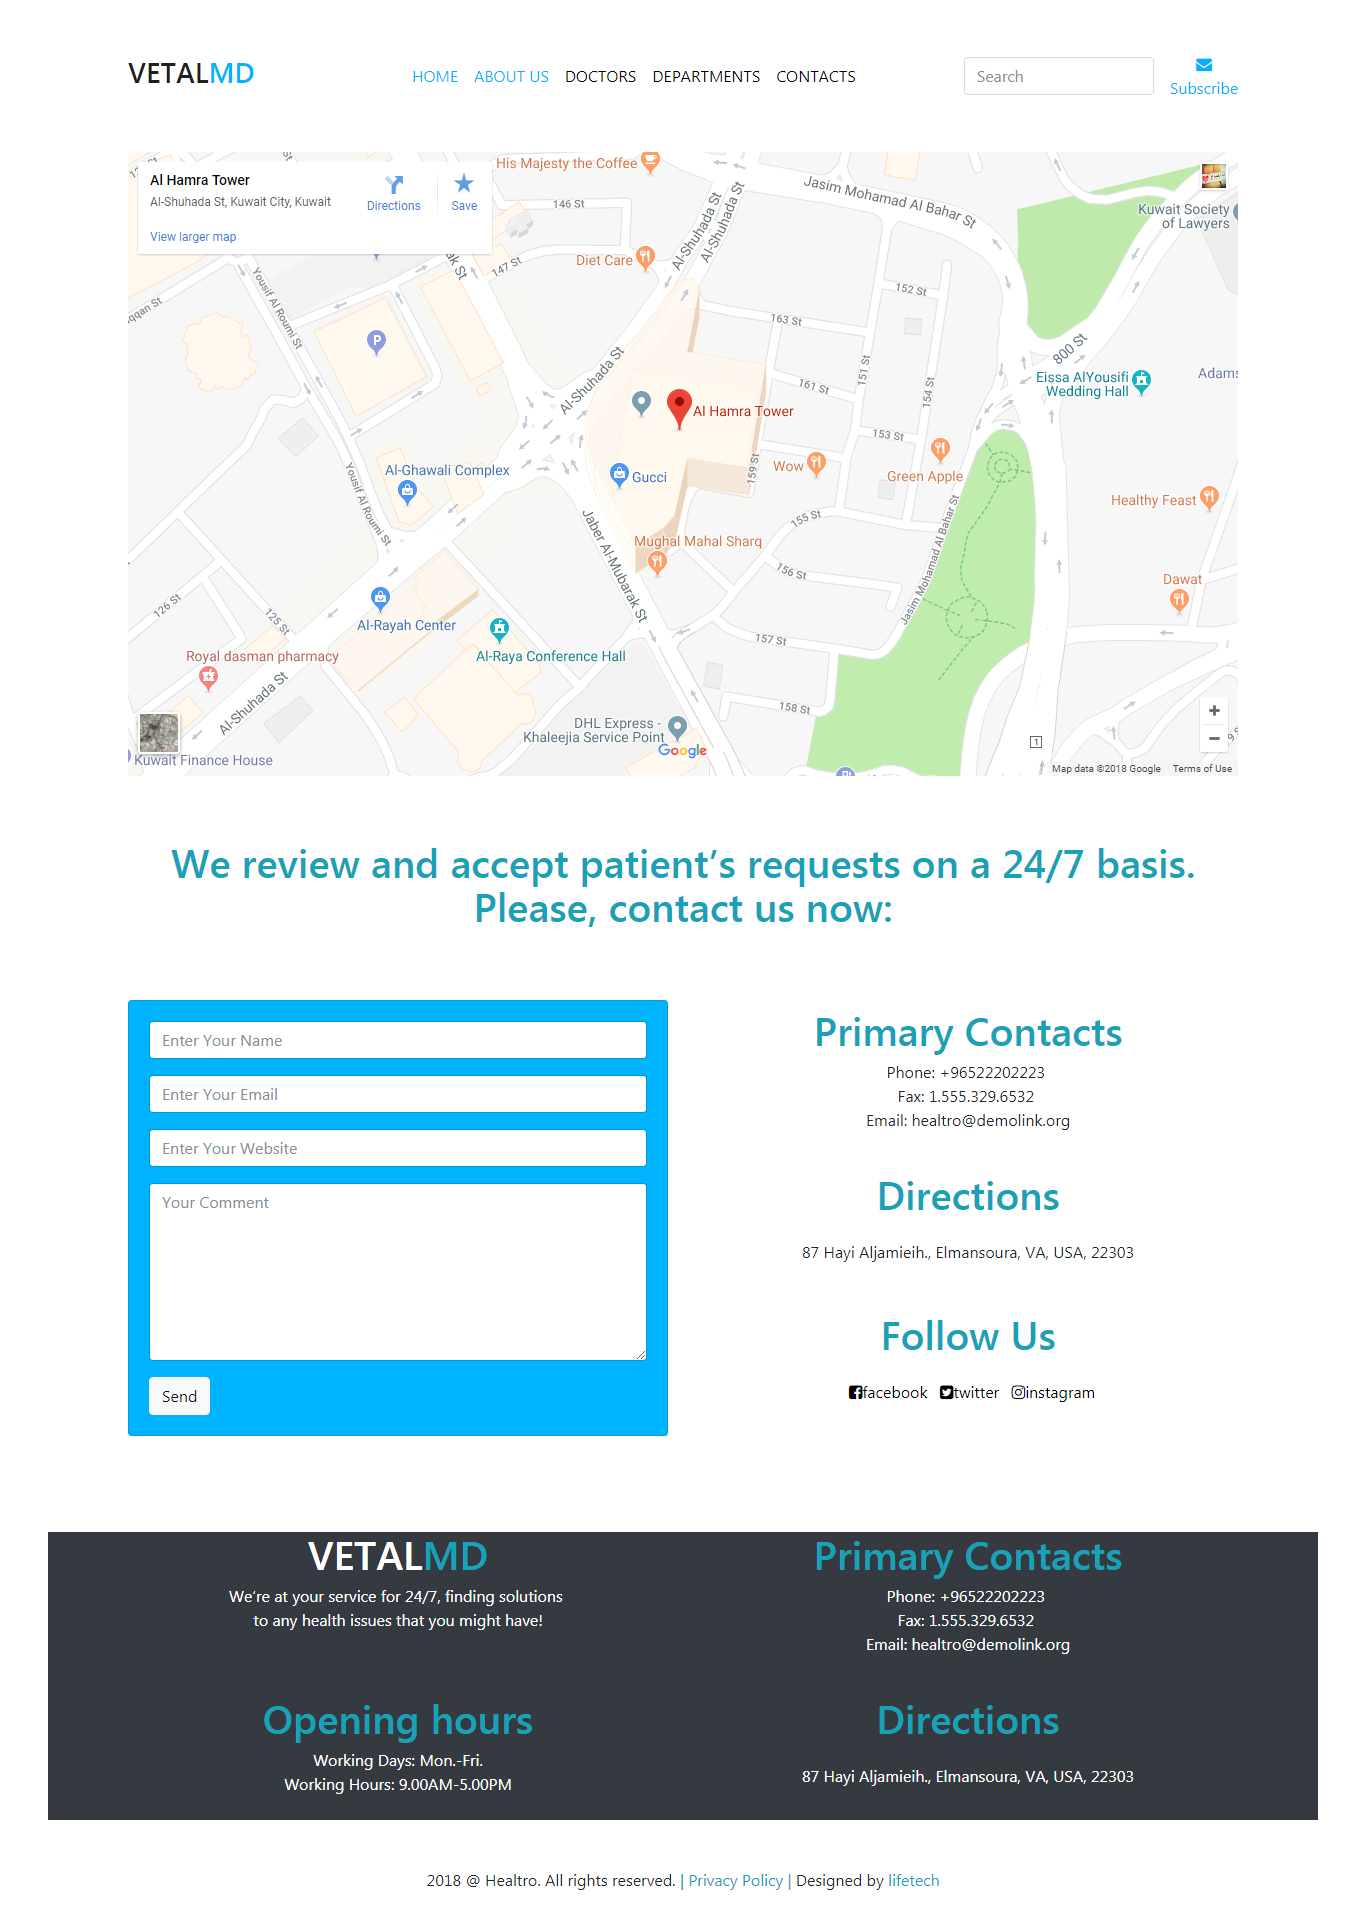 VETALMD
HOME ABOUT US DOCTORS DEPARTMENTS CONTACTS
Search
Subscribe
Al Hamra Tower
Al-Shuhada St, Kuwait City, Kuwait
Directions
Save
View larger map
His Majesty the Coffee
Jasim Mohamad Al Bahar St
Kuwait Society
of Lawyers
146 St
Al-Shuhada St
Al-Shuhada St
Diet Care
147 St
ak St
Yousif Al Roumi St
qqan St
152 St
163 St
P
800 St
Al-Shuhada St
151 St
161 St
154 St
Eissa AlYousifi
Wedding Hall
Adams
Al Hamra Tower
153 St
Al-Ghawali Complex
Gucci
Wow
159 St
Green Apple
Yousif Al Roumi St
Healthy Feast
Jaber Al-Mubarak St
155 St
Mughal Mahal Sharq
Jasim Mohamad Al Bahar St
156 St
Dawat
126 St
125 St
Al-Rayah Center
Al-Raya Conference Hall
157 St
Royal dasman pharmacy
Al-Shuhada St
158 St
DHL Express -
Khaleejia Service Point
Google
Kuwait Finance House
1
+
−
Map data ©2018 Google Terms of Use
We review and accept patient’s requests on a 24/7 basis.
Please, contact us now:
Enter Your Name
Enter Your Email
Enter Your Website
Your Comment
Send
Primary Contacts
Phone: +96522202223
Fax: 1.555.329.6532
Email: healtro@demolink.org
Directions
87 Hayi Aljamieih., Elmansoura, VA, USA, 22303
Follow Us
facebook twitter instagram
VETALMD
We’re at your service for 24/7, finding solutions
to any health issues that you might have!
Primary Contacts
Phone: +96522202223
Fax: 1.555.329.6532
Email: healtro@demolink.org
Opening hours
Working Days: Mon.-Fri.
Working Hours: 9.00AM-5.00PM
Directions
87 Hayi Aljamieih., Elmansoura, VA, USA, 22303
2018 @ Healtro. All rights reserved. | Privacy Policy | Designed by lifetech